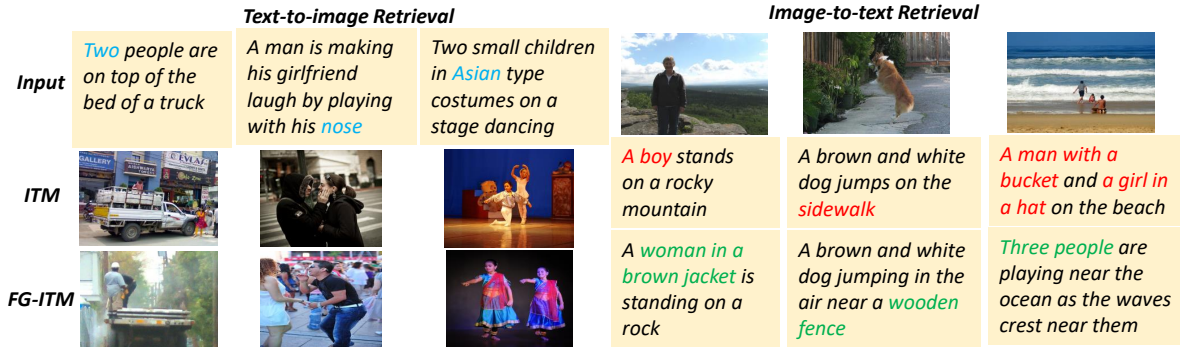 Text-to-image Retrieval
Image-to-text Retrieval
Input
Two people are
on top of the
bed of a truck
A man is making
his girlfriend
laugh by playing
with his nose
Two small children
in Asian type
costumes on a
stage dancing
ITM
GALLERY
A boy stands
on a rocky
mountain
A brown and white
dog jumps on the
sidewalk
A man with a
bucket and a girl in
a hat on the beach
FG-ITM
A woman in a
brown jacket is
standing on a
rock
A brown and white
dog jumping in the
air near a wooden
fence
Three people are
playing near the
ocean as the waves
crest near them